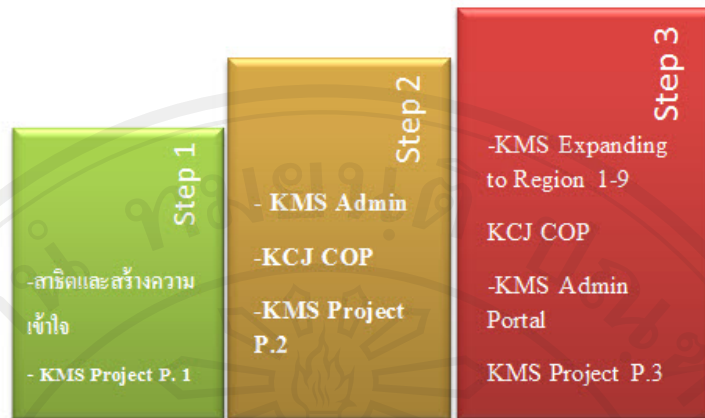 Step 1
-สาธิตและสร้างความ
เข้าใจ
- KMS Project P. 1
Step 2
- KMS Admin
-KCJ COP
-KMS Project
P.2
Step 3
-KMS Expanding
to Region 1-9
KCJ COP
-KMS Admin
Portal
KMS Project P.3